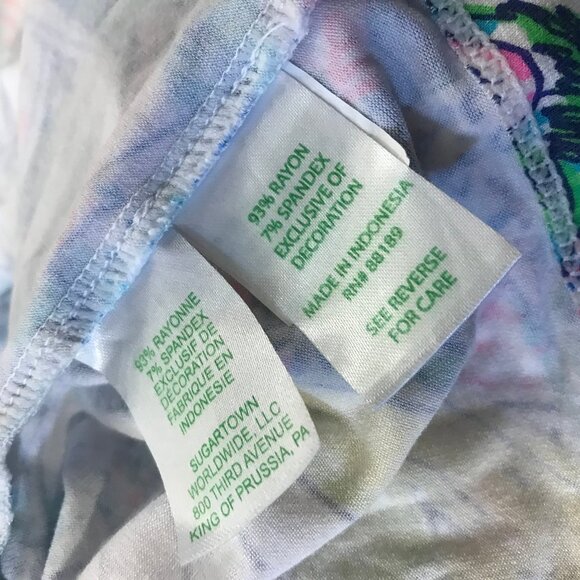 93% RAYON
7% SPANDEX
EXCLUSIVE OF
DECORATION
MADE IN INDONESIA
RN# 88189
SEE REVERSE
FOR CARE
93% RAYONNE
7% SPANDEX
EXCLUSIF DE
DÉCORATION
FABRIQUE EN
INDONESIE
SUGARTOWN
WORLDWIDE, LLC
800 THIRD AVENUE
KING OF PRUSSIA, PA